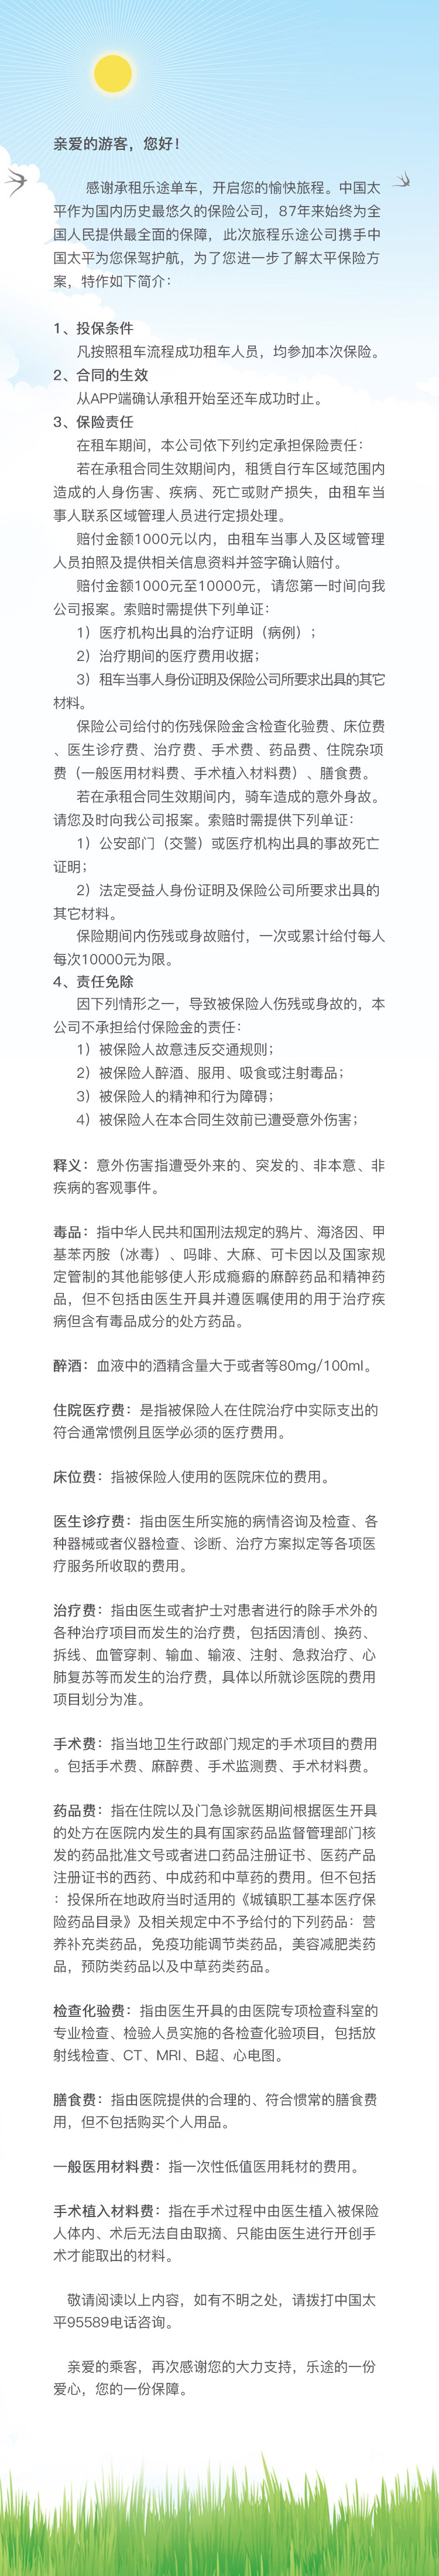 亲爱的游客，您好！
感谢承租乐途单车，开启您的愉快旅程。中国太
平作为国内历史最悠久的保险公司，87年来始终为全
国人民提供最全面的保障，此次旅程乐途公司携手中
国太平为您保驾护航，为了您进一步了解太平保险方
案，特作如下简介：
1、投保条件
凡按照租车流程成功租车人员，均参加本次保险。
2、合同的生效
从APP端确认承租开始至还车成功时止。
3、保险责任
在租车期间，本公司依下列约定承担保险责任：
若在承租合同生效期间内，租赁自行车区域范围内
造成的人身伤害、疾病、死亡或财产损失，由租车当
事人联系区域管理人员进行定损处理。
赔付金额1000元以内，由租车当事人及区域管理
人员拍照及提供相关信息资料并签字确认赔付。
赔付金额1000元至10000元，请您第一时间向我
公司报案。索赔时需提供下列单证：
1）医疗机构出具的治疗证明（病例）；
2）治疗期间的医疗费用收据；
3）租车当事人身份证明及保险公司所要求出具的其它
材料。
保险公司给付的伤残保险金含检查化验费、床位费
、医生诊疗费、治疗费、手术费、药品费、住院杂项
费（一般医用材料费、手术植入材料费）、膳食费。
若在承租合同生效期间内，骑车造成的意外身故。
请您及时向我公司报案。索赔时需提供下列单证：
1）公安部门（交警）或医疗机构出具的事故死亡
证明；
2）法定受益人身份证明及保险公司所要求出具的
其它材料。
保险期间内伤残或身故赔付，一次或累计给付每人
每次10000元为限。
4、责任免除
因下列情形之一，导致被保险人伤残或身故的，本
公司不承担给付保险金的责任：
1）被保险人故意违反交通规则；
2）被保险人醉酒、服用、吸食或注射毒品；
3）被保险人的精神和行为障碍；
4）被保险人在本合同生效前已遭受意外伤害；
释义：意外伤害指遭受外来的、突发的、非本意、非
疾病的客观事件。
毒品：指中华人民共和国刑法规定的鸦片、海洛因、甲
基苯丙胺（冰毒）、吗啡、大麻、可卡因以及国家规
定管制的其他能够使人形成瘾癖的麻醉药品和精神药
品，但不包括由医生开具并遵医嘱使用的用于治疗疾
病但含有毒品成分的处方药品。
醉酒：血液中的酒精含量大于或者等80mg/100ml。
住院医疗费：是指被保险人在住院治疗中实际支出的
符合通常惯例且医学必须的医疗费用。
床位费：指被保险人使用的医院床位的费用。
医生诊疗费：指由医生所实施的病情咨询及检查、各
种器械或者仪器检查、诊断、治疗方案拟定等各项医
疗服务所收取的费用。
治疗费：指由医生或者护士对患者进行的除手术外的
各种治疗项目而发生的治疗费，包括因清创、换药、
拆线、血管穿刺、输血、输液、注射、急救治疗、心
肺复苏等而发生的治疗费，具体以所就诊医院的费用
项目划分为准。
手术费：指当地卫生行政部门规定的手术项目的费用
。包括手术费、麻醉费、手术监测费、手术材料费。
药品费：指在住院以及门急诊就医期间根据医生开具
的处方在医院内发生的具有国家药品监督管理部门核
发的药品批准文号或者进口药品注册证书、医药产品
注册证书的西药、中成药和中草药的费用。但不包括
：投保所在地政府当时适用的《城镇职工基本医疗保
险药品目录》及相关规定中不予给付的下列药品：营
养补充类药品，免疫功能调节类药品，美容减肥类药
品，预防类药品以及中草药类药品。
检查化验费：指由医生开具的由医院专项检查科室的
专业检查、检验人员实施的各检查化验项目，包括放
射线检查、CT、MRI、B超、心电图。
膳食费：指由医院提供的合理的、符合惯常的膳食费
用，但不包括购买个人用品。
一般医用材料费：指一次性低值医用耗材的费用。
手术植入材料费：指在手术过程中由医生植入被保险
人体内、术后无法自由取摘、只能由医生进行开创手
术才能取出的材料。
敬请阅读以上内容，如有不明之处，请拨打中国太
平95589电话咨询。
亲爱的乘客，再次感谢您的大力支持，乐途的一份
爱心，您的一份保障。